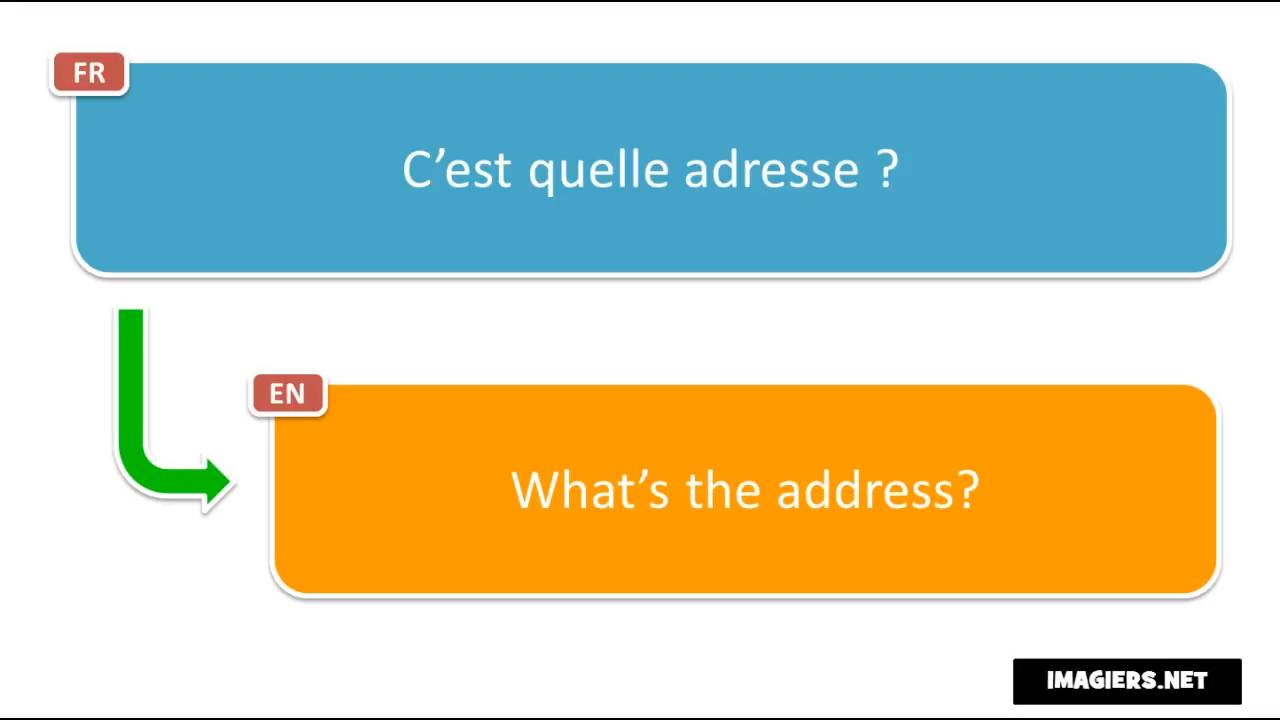 FR
C’est quelle adresse ?
EN
What’s the address?
IMAGIERS.NET